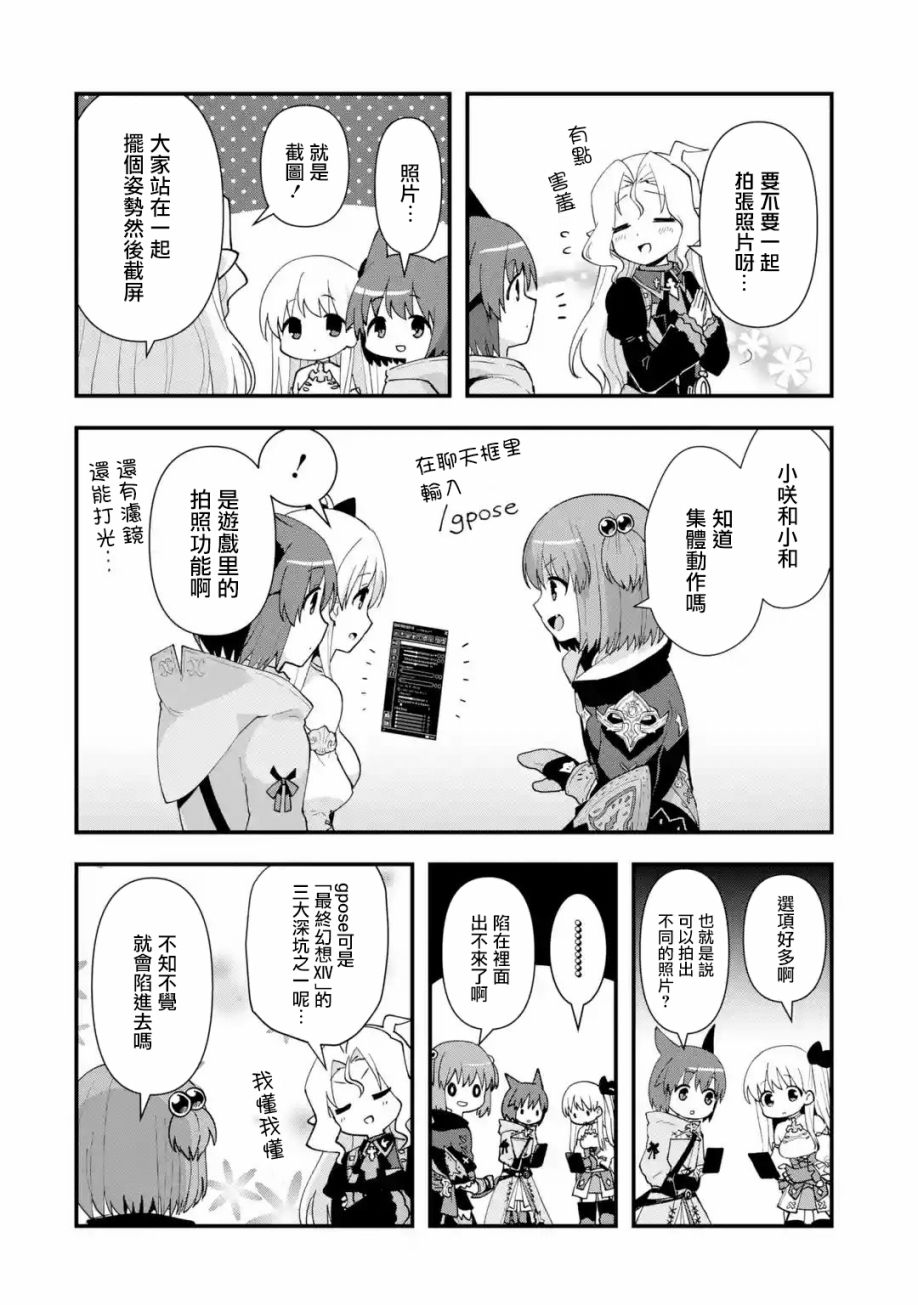 要不要一起
拍張照片呀…
有點
害羞
照片…
就是
截圖！
大家站在一起
擺個姿勢然後截屏
小咲和小和
知道
集體動作嗎
在聊天框里
輸入
/gpose
！
是遊戲里的
拍照功能啊
還有濾鏡
還能打光…
選項好多啊
也就是說
可以拍出
不同的照片？
………
陷在裡面
出不來了啊
gpose可是
「最終幻想XIV」的
三大深坑之一呢…
我懂我懂
不知不覺
就會陷進去嗎